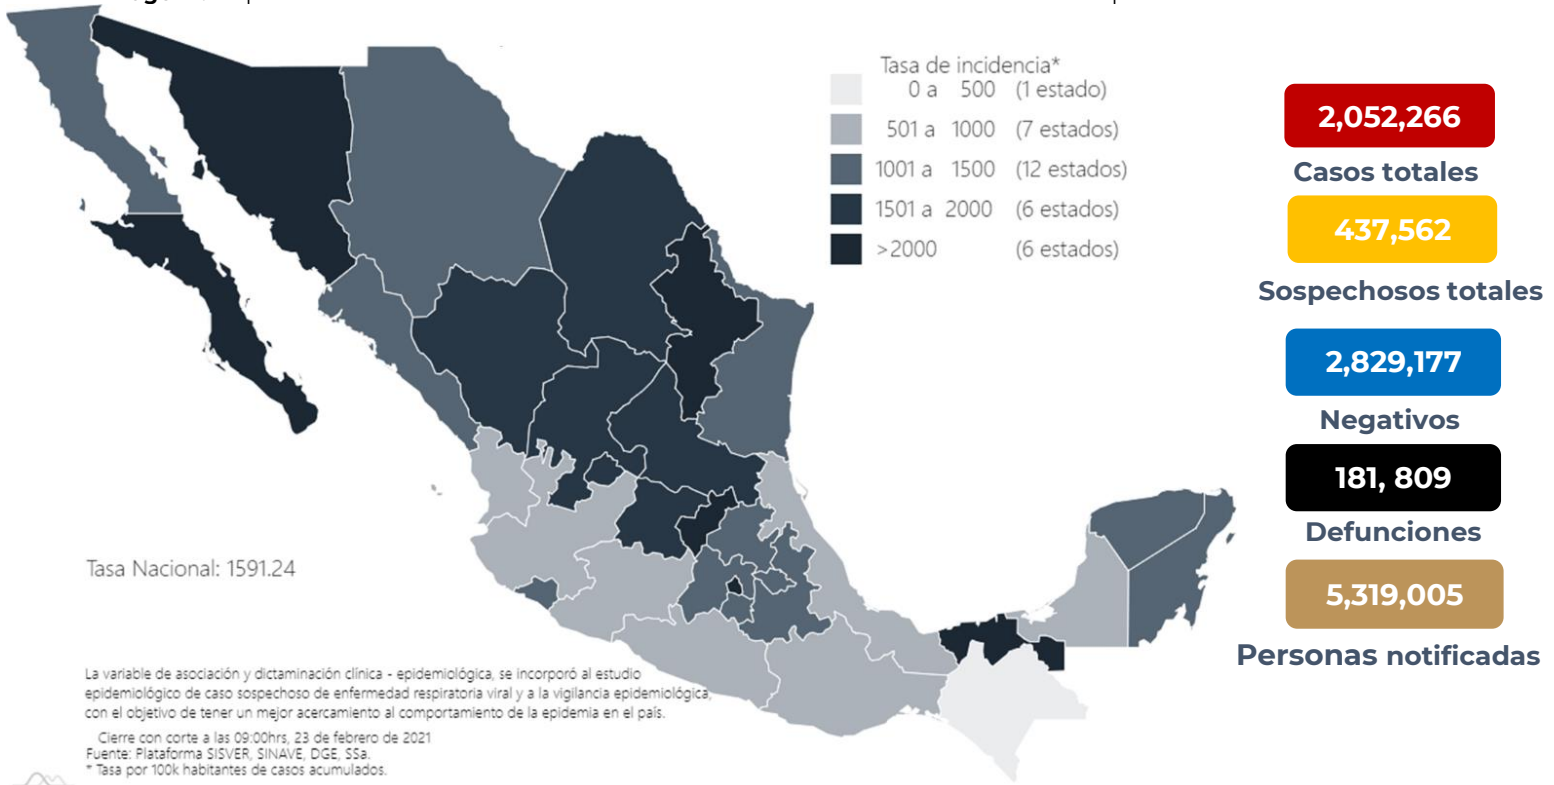 Tasa de incidencia*
0 a 500 (1 estado)
501 a 1000 (7 estados)
1001 a 1500 (12 estados)
1501 a 2000 (6 estados)
>2000 (6 estados)
2,052,266
Casos totales
437,562
Sospechosos totales
2,829,177
Negativos
181, 809
Defunciones
5,319,005
Personas notificadas
Tasa Nacional: 1591.24
La variable de asociación y dictaminación clínica - epidemiológica, se incorporó al estudio
epidemiológico de caso sospechoso de enfermedad respiratoria viral y a la vigilancia epidemiológica,
con el objetivo de tener un mejor acercamiento al comportamiento de la epidemia en el país.
Cierre con corte a las 09:00hrs, 23 de febrero de 2021
Fuente: Plataforma SISVER, SINAVE, DGE, SSa.
* Tasa por 100k habitantes de casos acumulados.